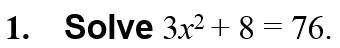 1. Solve 3x² + 8 = 76.